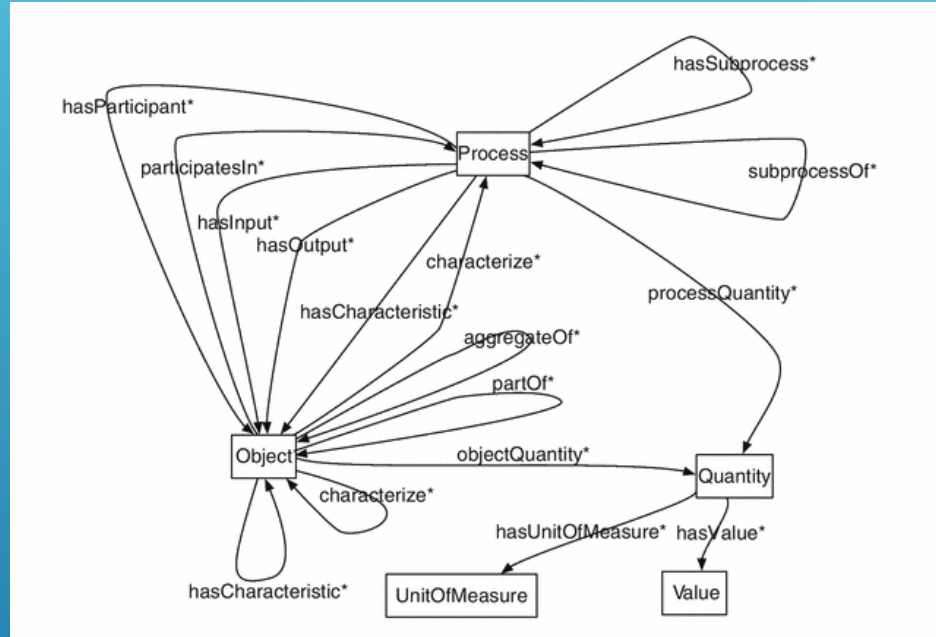 hasSubprocess*
hasParticipant*
Process
participatesIn*
subprocessOf*
hasInput*
hasOutput*
characterize*
processQuantity*
hasCharacteristic*
aggregateOf*
partOf*
Object
objectQuantity*
Quantity
characterize*
hasUnitOfMeasure*
hasValue*
hasCharacteristic*
UnitOfMeasure
Value